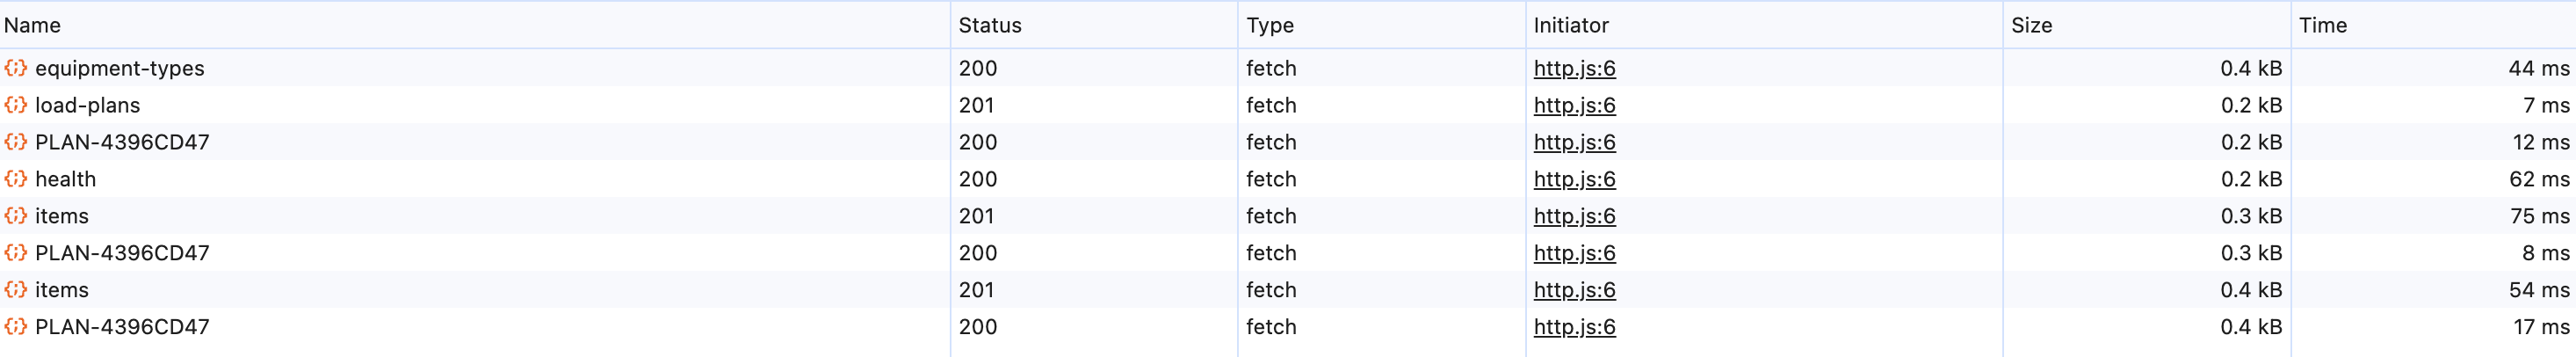 Name Status Type Initiator Size Time
equipment-types 200 fetch http.js:6 0.4 kB 44 ms
load-plans 201 fetch http.js:6 0.2 kB 7 ms
PLAN-4396CD47 200 fetch http.js:6 0.2 kB 12 ms
health 200 fetch http.js:6 0.2 kB 62 ms
items 201 fetch http.js:6 0.3 kB 75 ms
PLAN-4396CD47 200 fetch http.js:6 0.3 kB 8 ms
items 201 fetch http.js:6 0.4 kB 54 ms
PLAN-4396CD47 200 fetch http.js:6 0.4 kB 17 ms